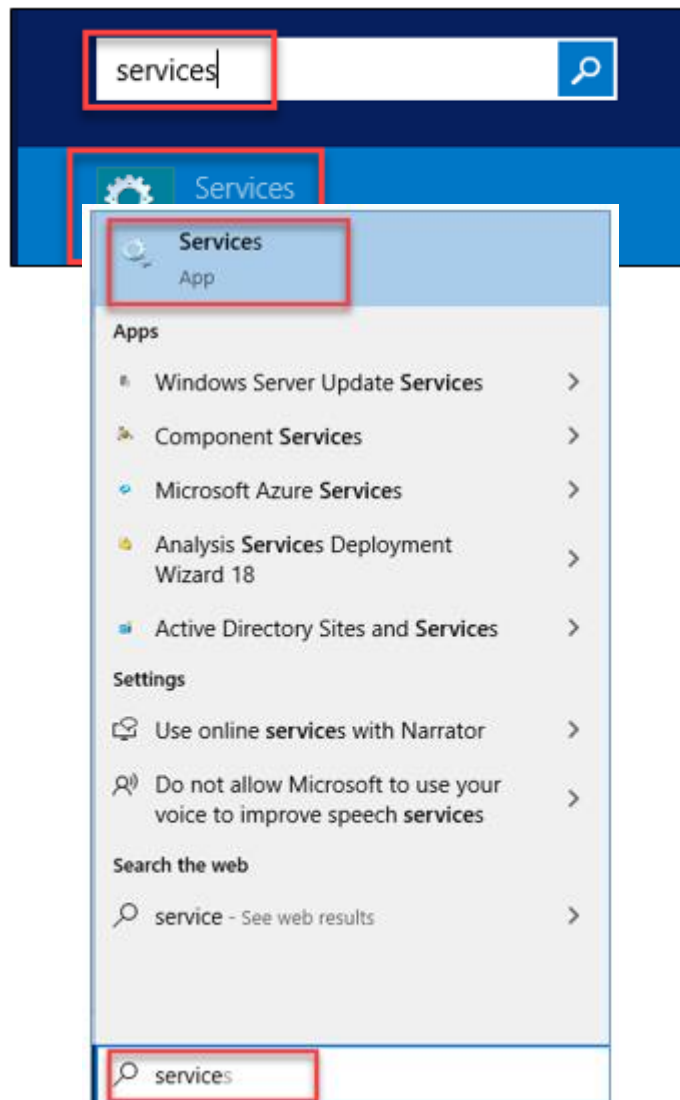 services
Services
Services
App
Apps
Windows Server Update Services
Component Services
Microsoft Azure Services
Analysis Services Deployment
Wizard 18
Active Directory Sites and Services
Settings
Use online services with Narrator
Do not allow Microsoft to use your
voice to improve speech services
Search the web
service - See web results
services